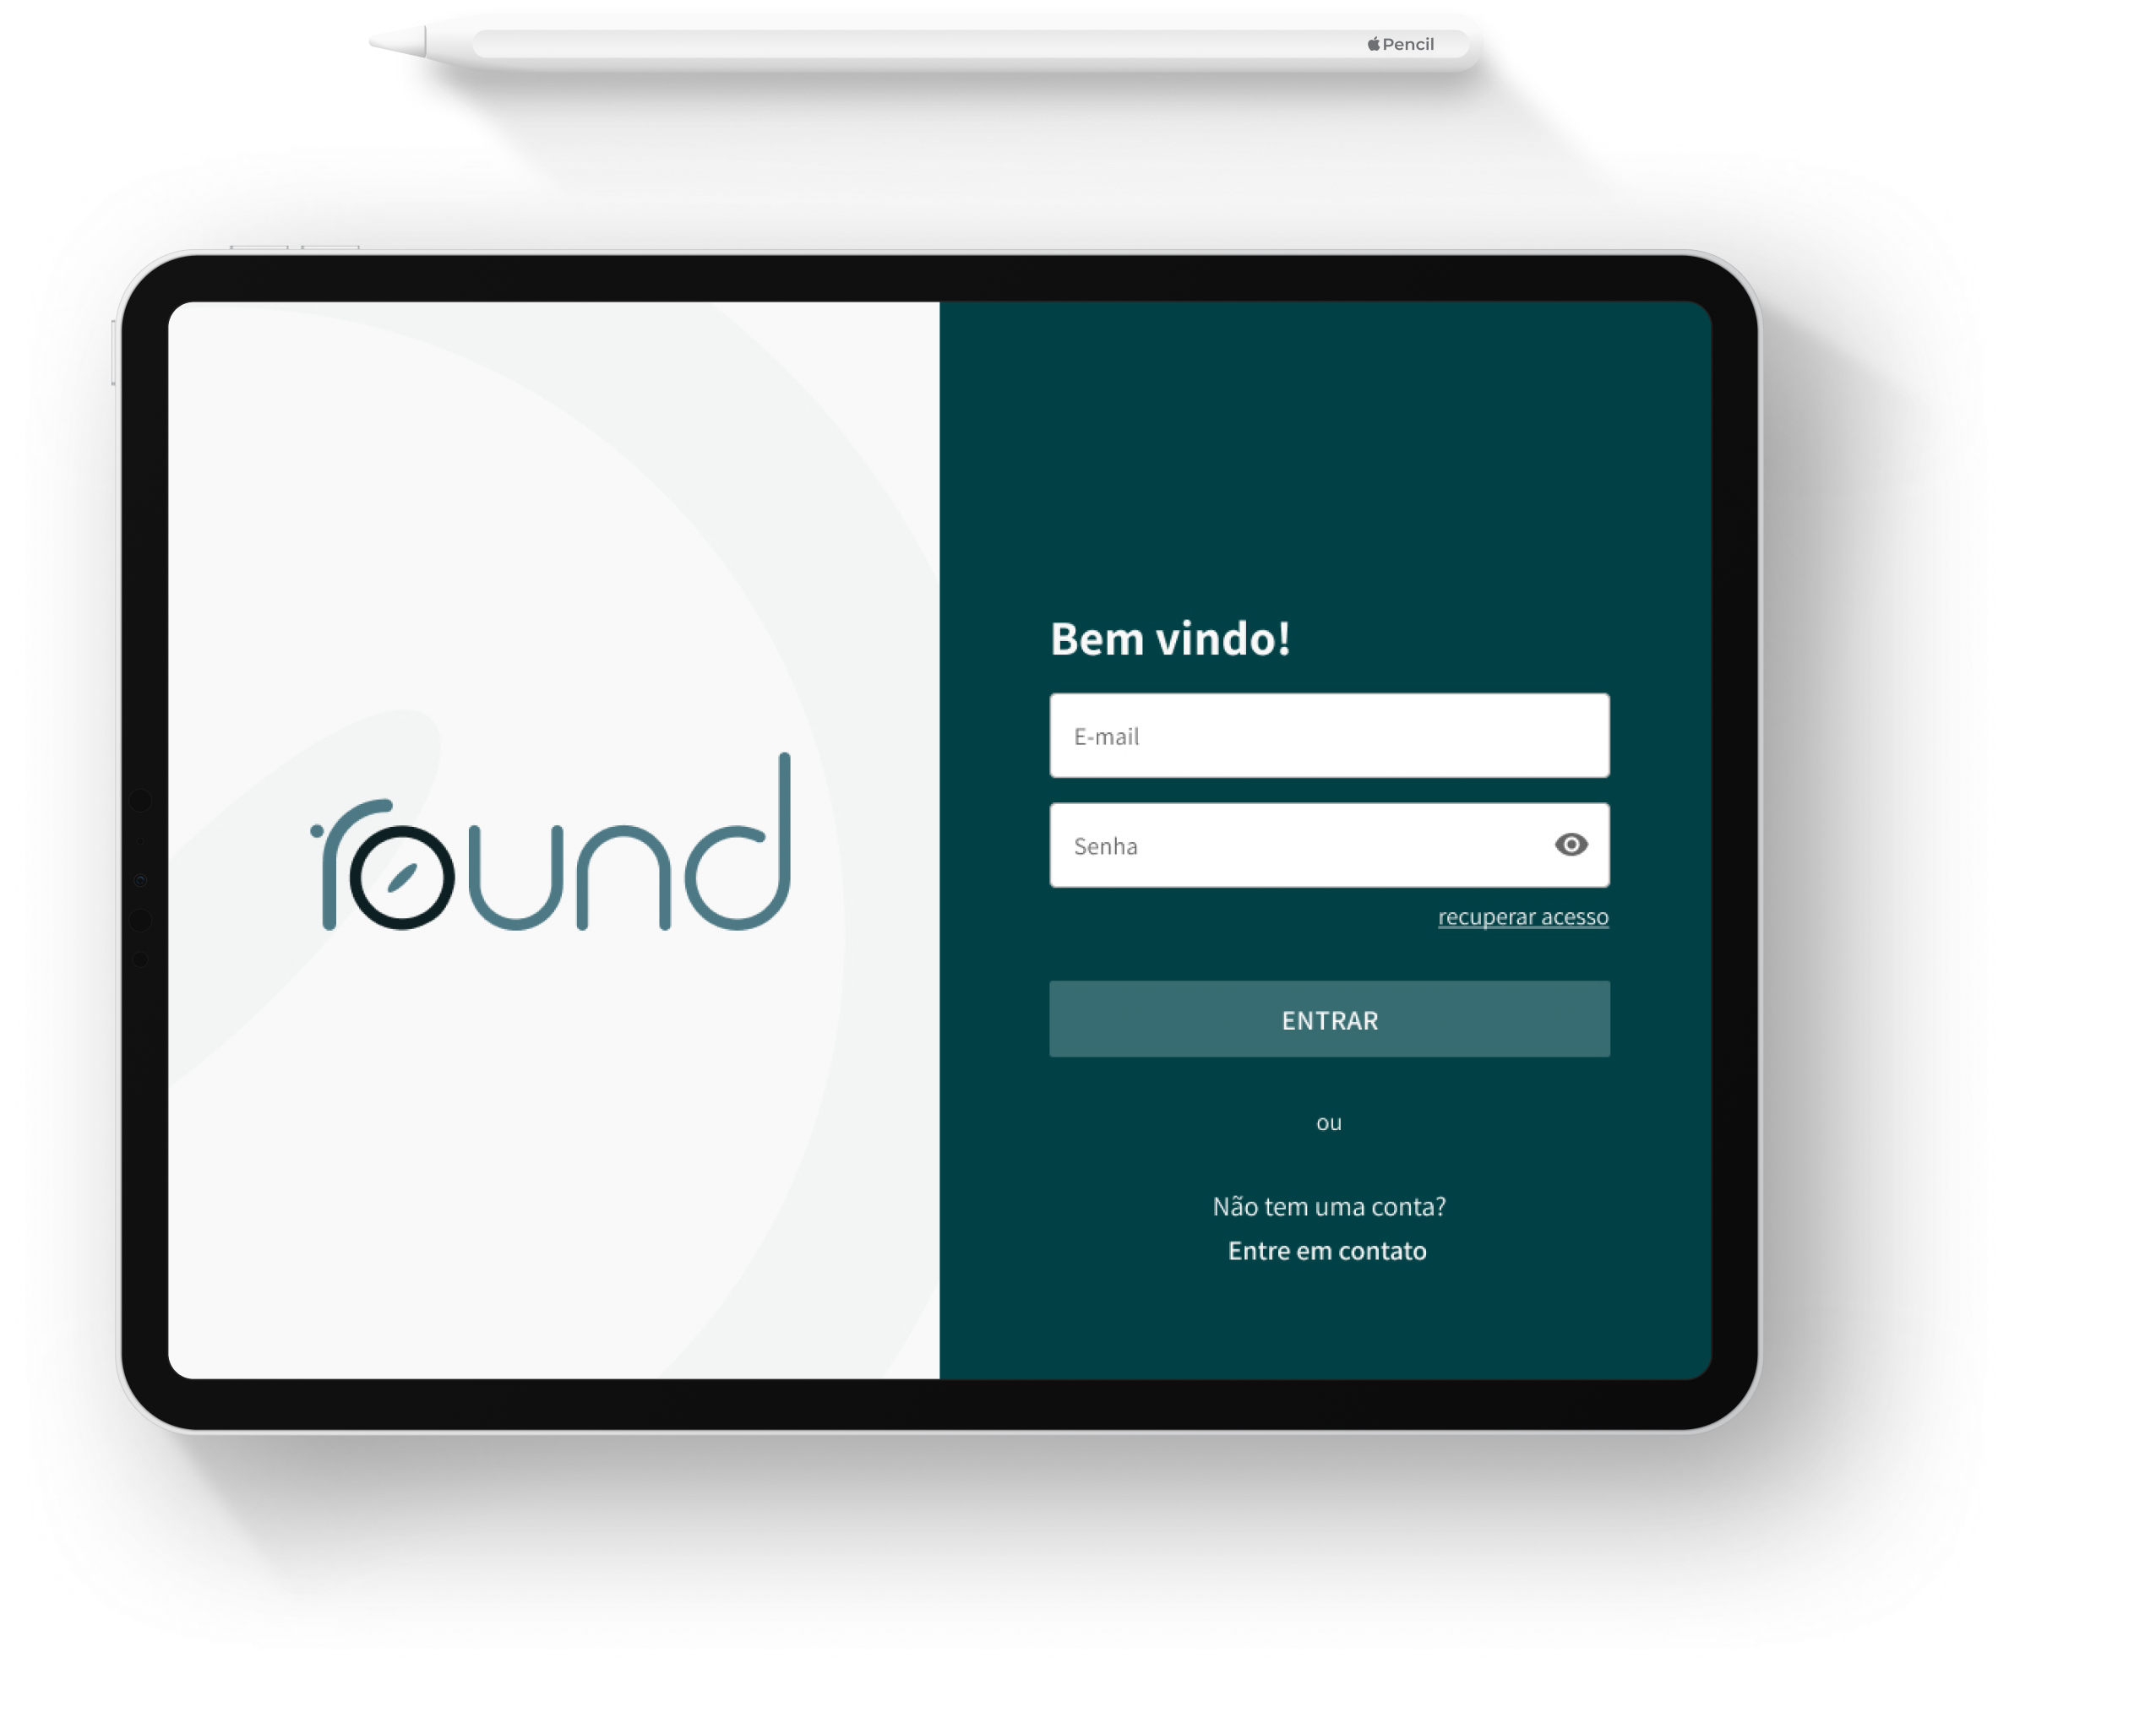 Pencil
round
Bem vindo!
E-mail
Senha
recuperar acesso
ENTRAR
ou
Não tem uma conta?
Entre em contato